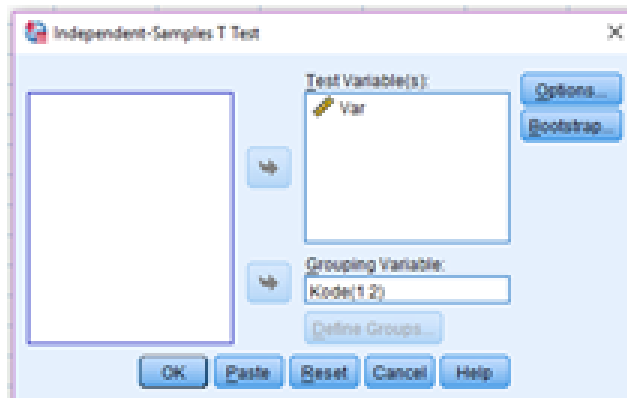 Independent-Samples T Test
Test Variable(s):
Var
Options...
Bootstrap...
Grouping Variable:
Kode(1 2)
Define Groups...
OK
Paste
Reset
Cancel
Help